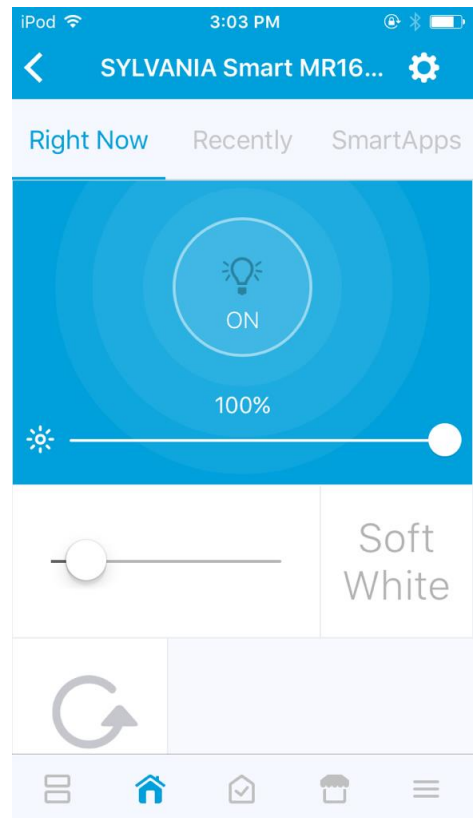 iPod 3:03 PM
SYLVANIA Smart MR16...
Right Now Recently SmartApps
ON
100%
Soft
White